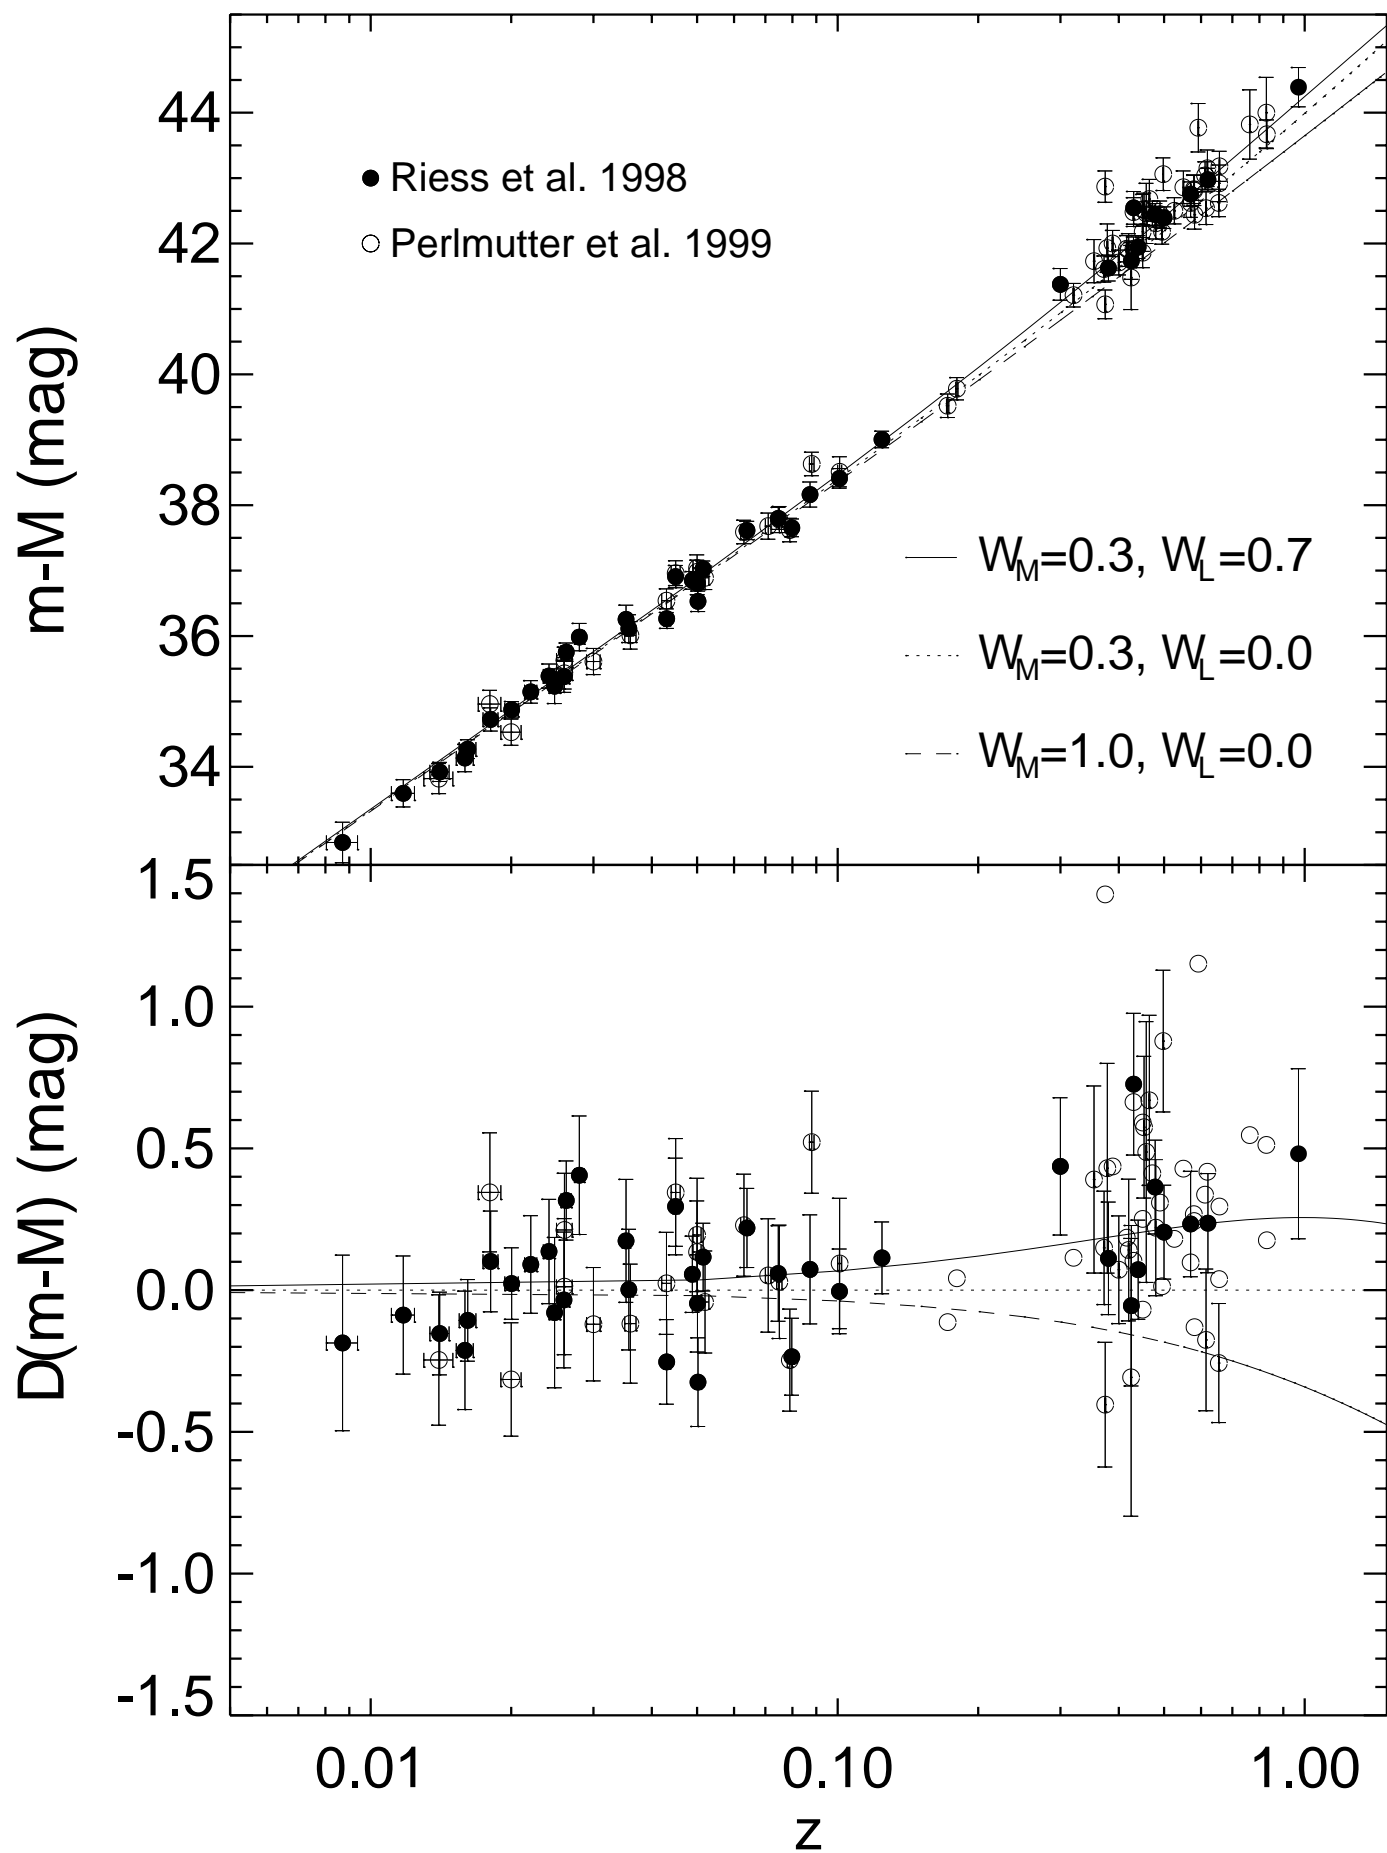 44
42
40
38
36
34
m-M (mag)
Riess et al. 1998
Perlmutter et al. 1999
W_M=0.3, W_L=0.7
W_M=0.3, W_L=0.0
W_M=1.0, W_L=0.0
1.5
1.0
0.5
0.0
-0.5
-1.0
-1.5
D(m-M) (mag)
0.01
0.10
1.00
z